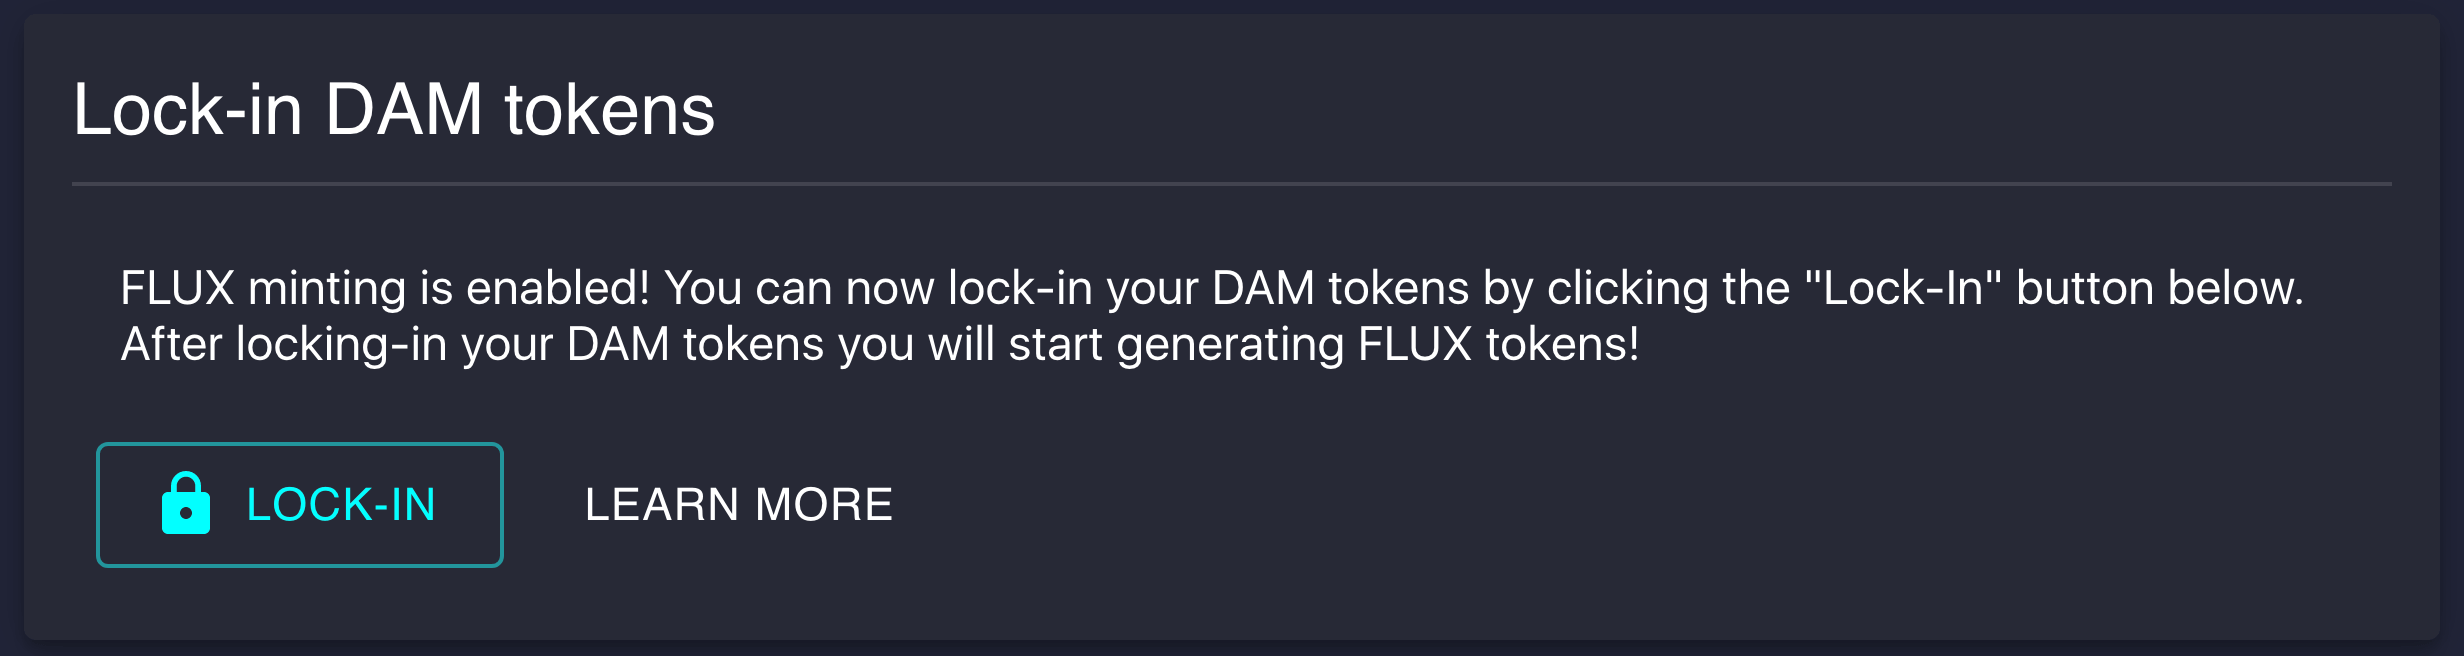 Lock-in DAM tokens
FLUX minting is enabled! You can now lock-in your DAM tokens by clicking the "Lock-In" button below.
After locking-in your DAM tokens you will start generating FLUX tokens!
LOCK-IN
LEARN MORE